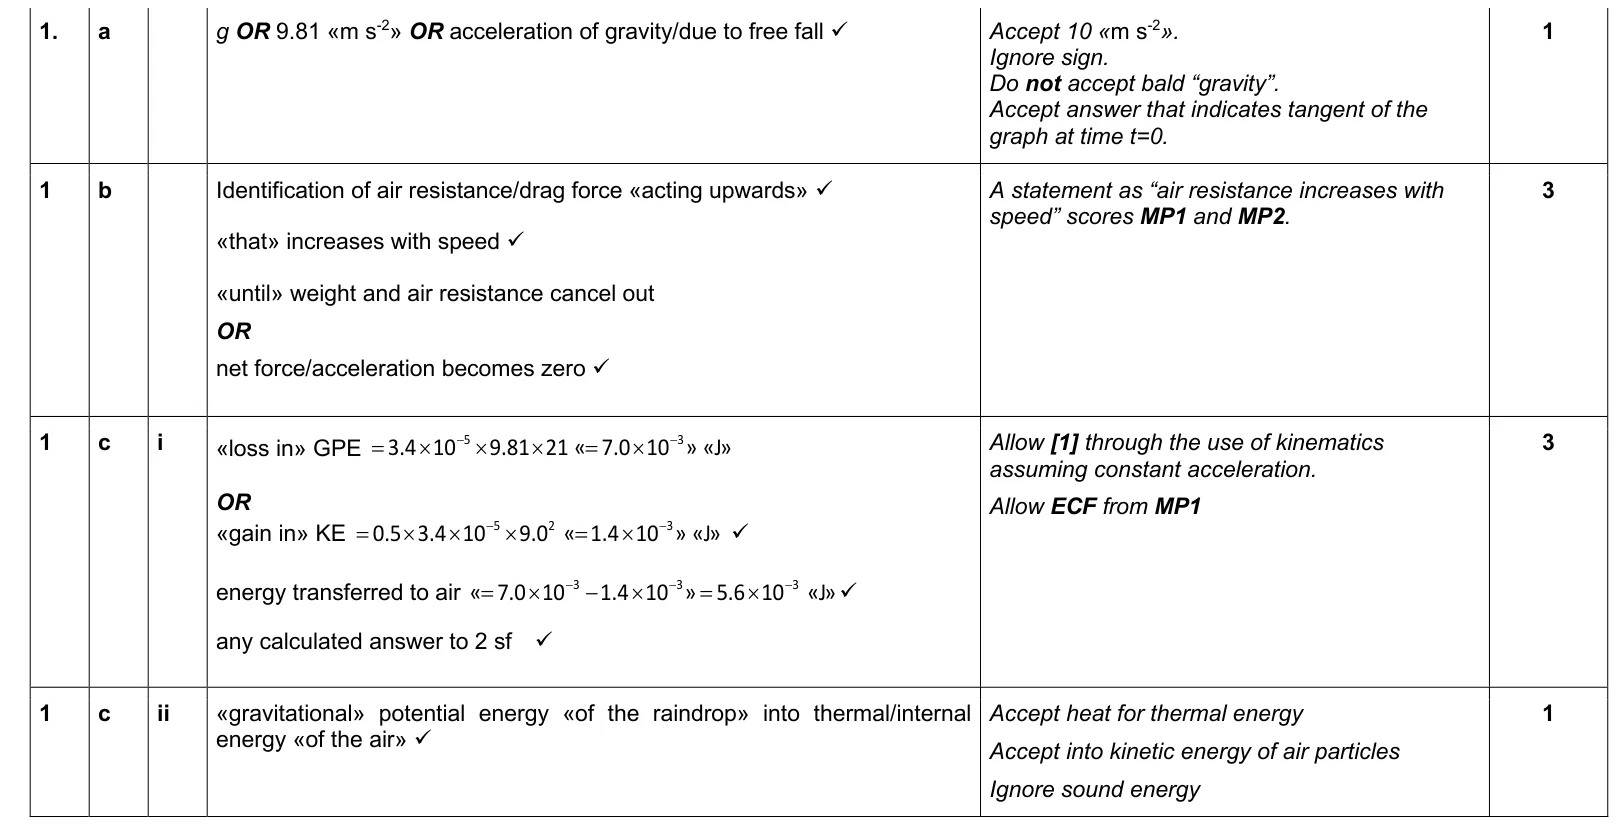 1. a g OR 9.81 «m s⁻²» OR acceleration of gravity/due to free fall ✓ Accept 10 «m s⁻²». 1
Ignore sign.
Do not accept bald “gravity”.
Accept answer that indicates tangent of the
graph at time t=0.
1 b Identification of air resistance/drag force «acting upwards» ✓ A statement as “air resistance increases with 3
speed” scores MP1 and MP2.
«that» increases with speed ✓
«until» weight and air resistance cancel out
OR
net force/acceleration becomes zero ✓
1 c i «loss in» GPE =3.4×10⁻⁵×9.81×21 «=7.0×10⁻³» «J» Allow [1] through the use of kinematics 3
assuming constant acceleration.
OR
Allow ECF from MP1
«gain in» KE =0.5×3.4×10⁻⁵×9.0² «=1.4×10⁻³» «J» ✓
energy transferred to air «=7.0×10⁻³−1.4×10⁻³»=5.6×10⁻³ «J» ✓
any calculated answer to 2 sf ✓
1 c ii «gravitational» potential energy «of the raindrop» into thermal/internal Accept heat for thermal energy 1
energy «of the air» ✓
Accept into kinetic energy of air particles
Ignore sound energy